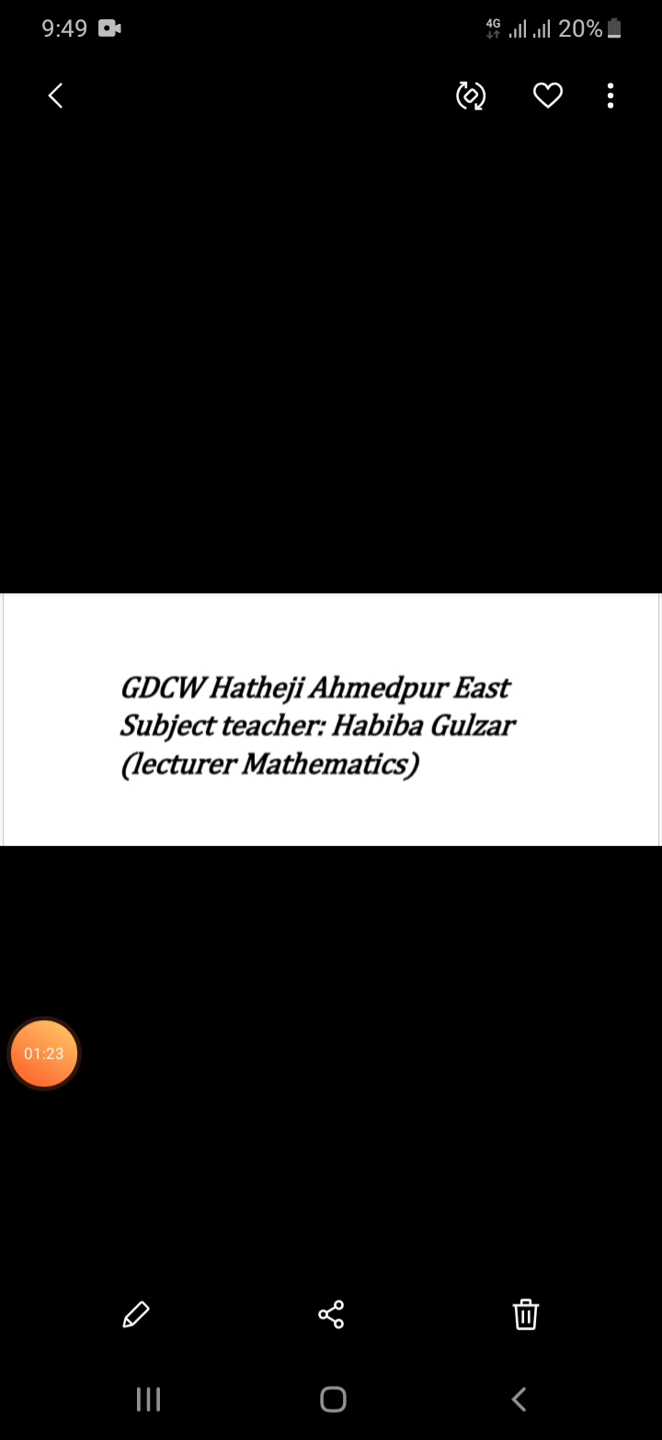 9:49
4G
20%
GDCW Hatheji Ahmedpur East
Subject teacher: Habiba Gulzar
(lecturer Mathematics)
01:23